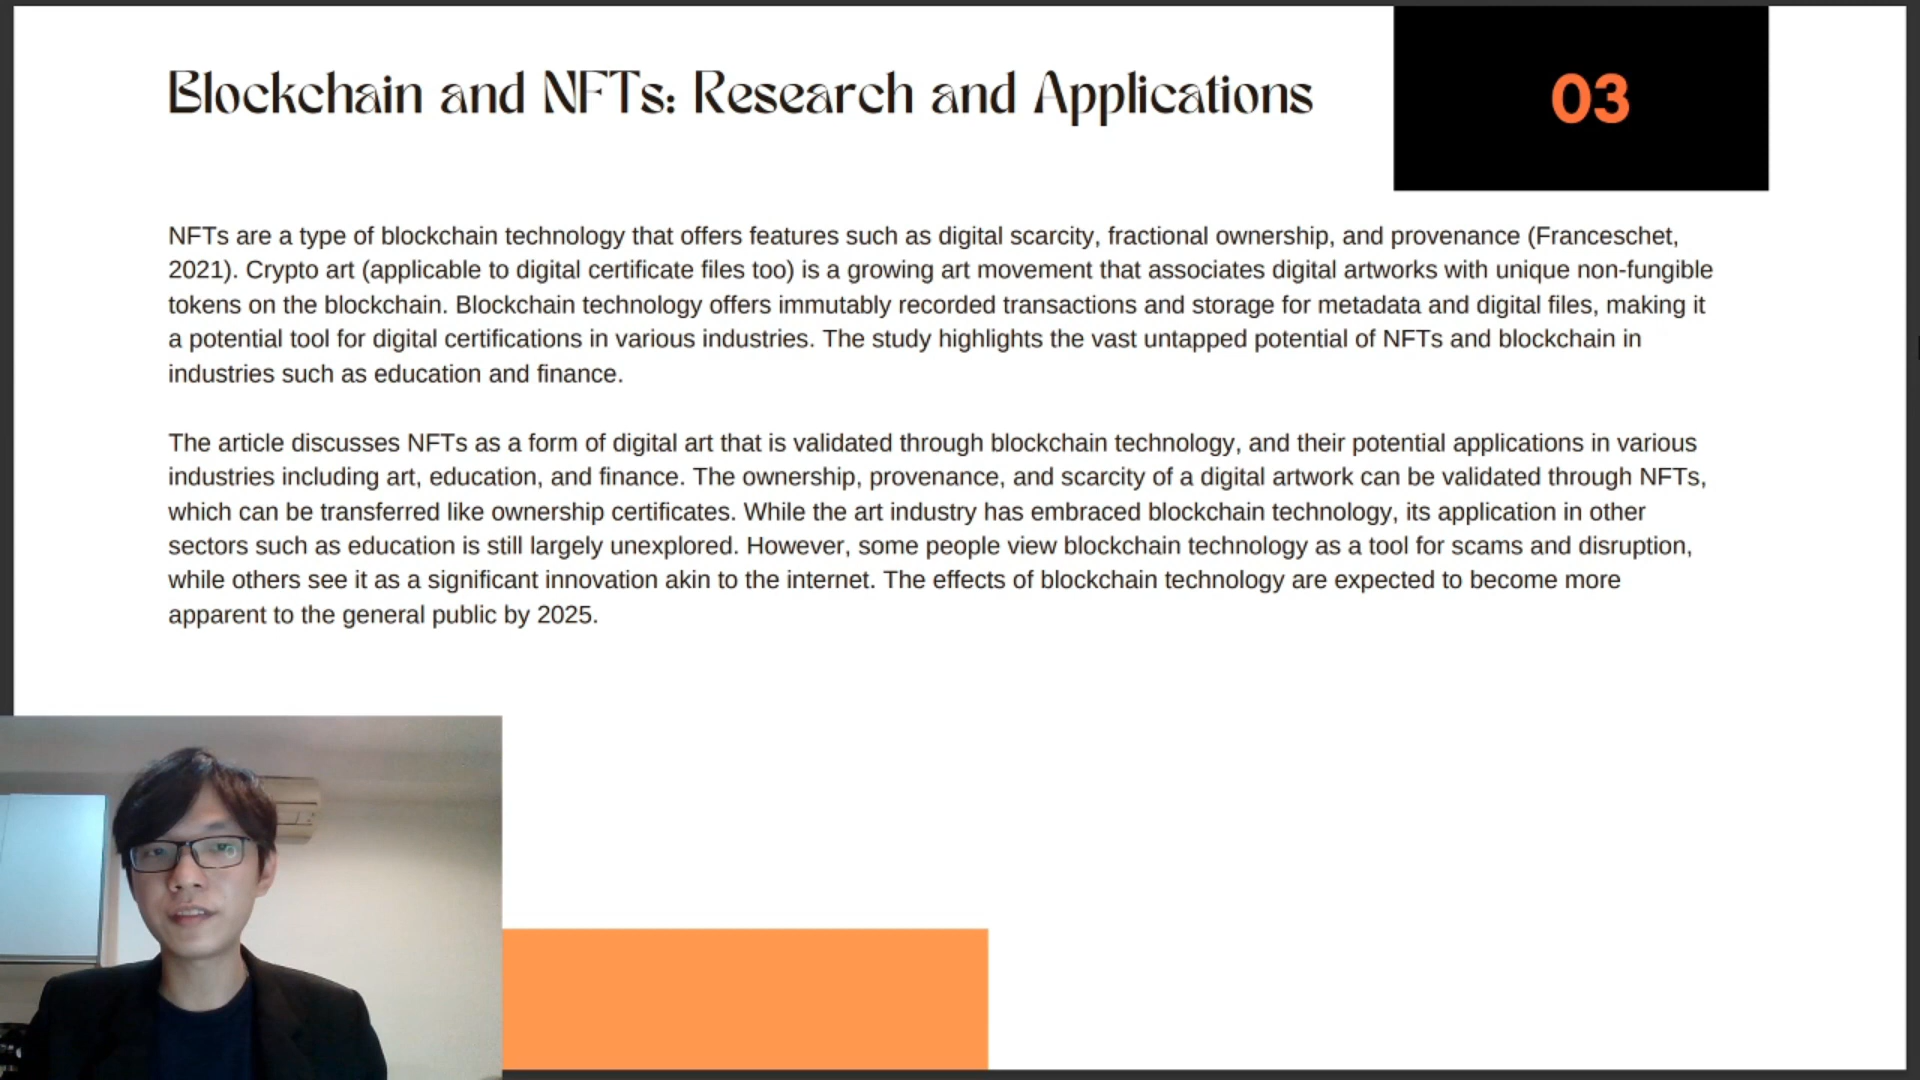 Blockchain and NFTs: Research and Applications
03
NFTs are a type of blockchain technology that offers features such as digital scarcity, fractional ownership, and provenance (Franceschet,
2021). Crypto art (applicable to digital certificate files too) is a growing art movement that associates digital artworks with unique non-fungible
tokens on the blockchain. Blockchain technology offers immutably recorded transactions and storage for metadata and digital files, making it
a potential tool for digital certifications in various industries. The study highlights the vast untapped potential of NFTs and blockchain in
industries such as education and finance.
The article discusses NFTs as a form of digital art that is validated through blockchain technology, and their potential applications in various
industries including art, education, and finance. The ownership, provenance, and scarcity of a digital artwork can be validated through NFTs,
which can be transferred like ownership certificates. While the art industry has embraced blockchain technology, its application in other
sectors such as education is still largely unexplored. However, some people view blockchain technology as a tool for scams and disruption,
while others see it as a significant innovation akin to the internet. The effects of blockchain technology are expected to become more
apparent to the general public by 2025.